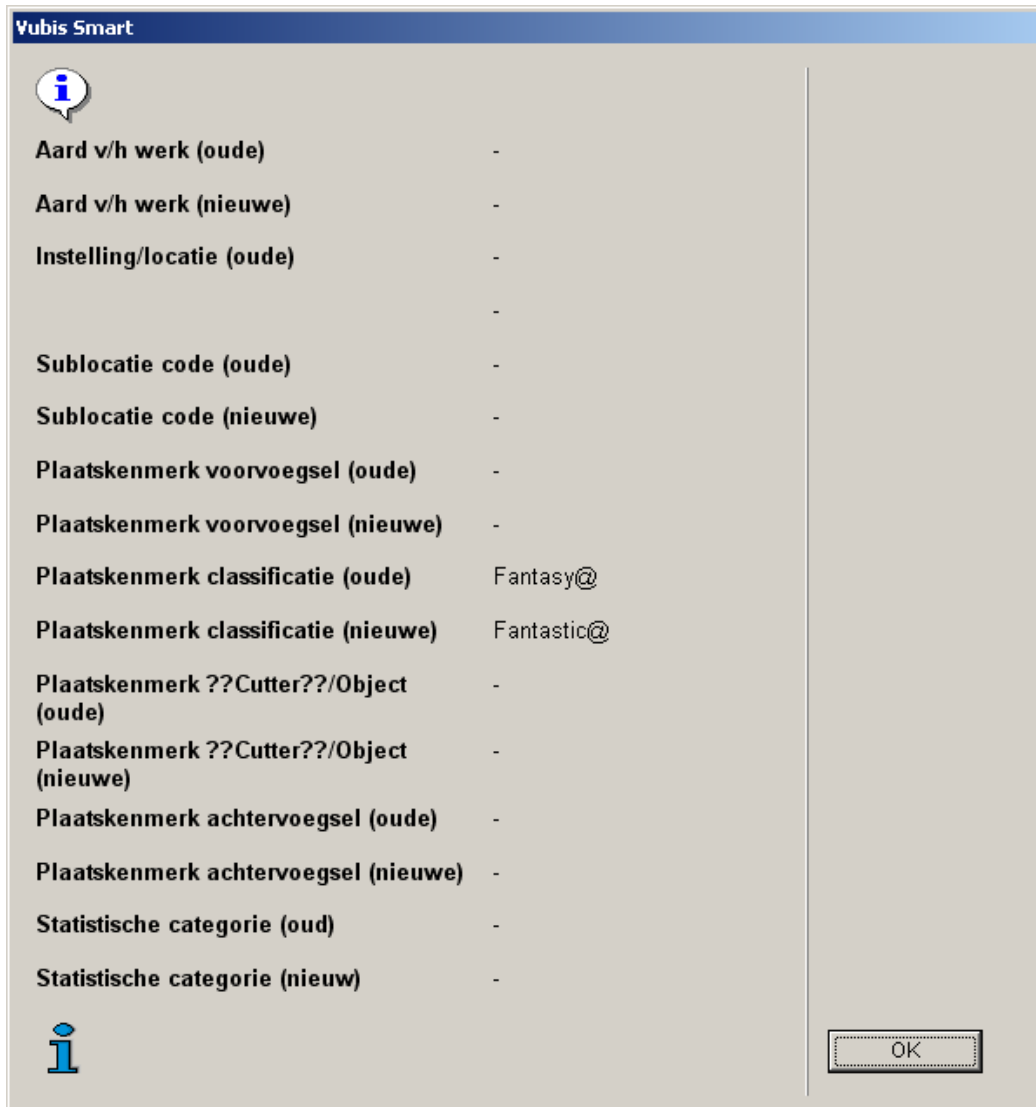 Vubis Smart
Aard v/h werk (oude) -
Aard v/h werk (nieuwe) -
Instelling/locatie (oude) -
-
Sublocatie code (oude) -
Sublocatie code (nieuwe) -
Plaatskenmerk voorvoegsel (oude) -
Plaatskenmerk voorvoegsel (nieuwe) -
Plaatskenmerk classificatie (oude) Fantasy@
Plaatskenmerk classificatie (nieuwe) Fantastic@
Plaatskenmerk ??Cutter??/Object -
(oude)
Plaatskenmerk ??Cutter??/Object -
(nieuwe)
Plaatskenmerk achtervoegsel (oude) -
Plaatskenmerk achtervoegsel (nieuwe) -
Statistische categorie (oud) -
Statistische categorie (nieuw) -
OK